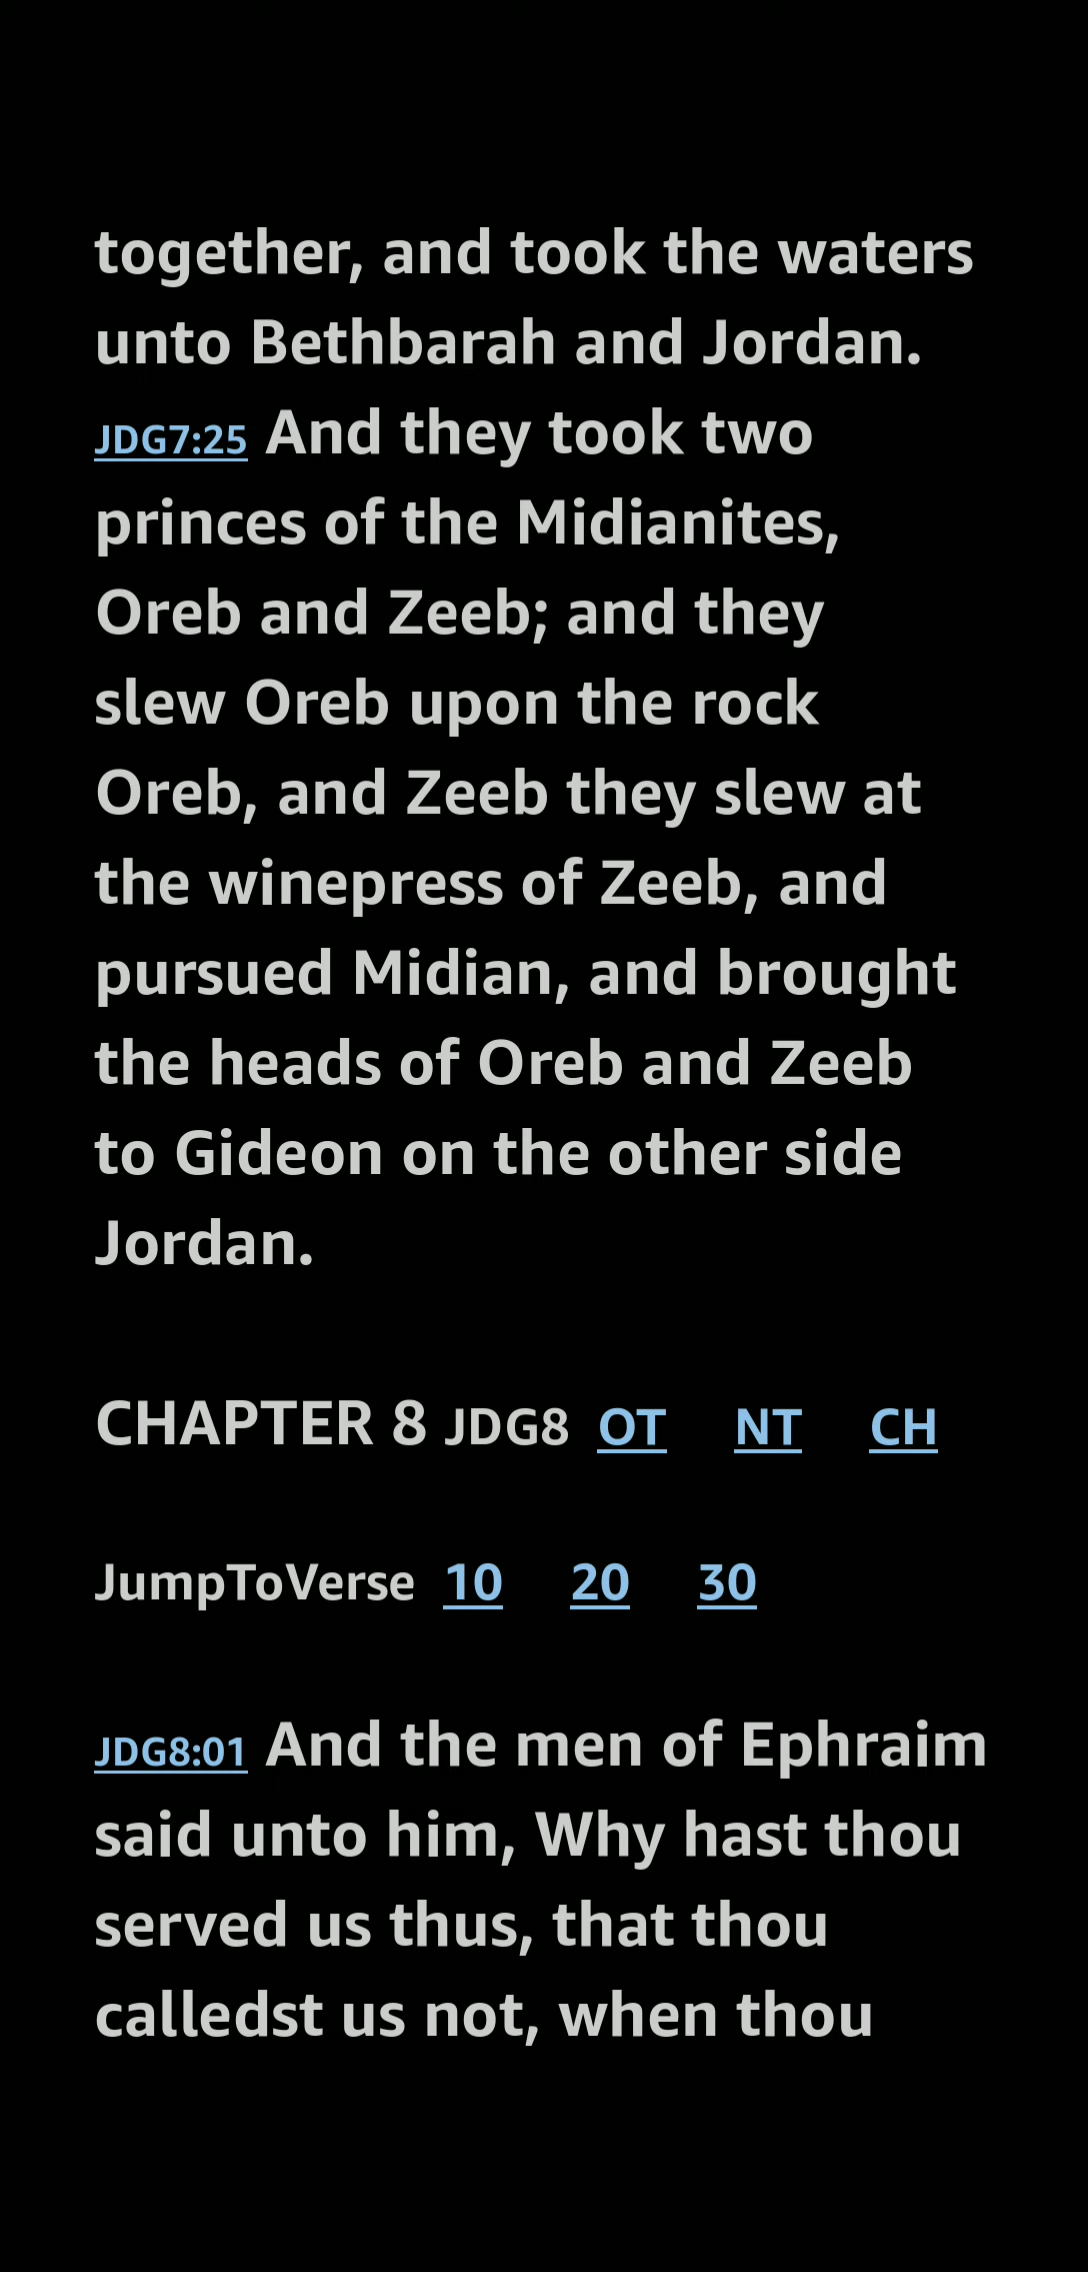 together, and took the waters
unto Bethbarah and Jordan.
JDG7:25 And they took two
princes of the Midianites,
Oreb and Zeeb; and they
slew Oreb upon the rock
Oreb, and Zeeb they slew at
the winepress of Zeeb, and
pursued Midian, and brought
the heads of Oreb and Zeeb
to Gideon on the other side
Jordan.
CHAPTER 8 JDG8 OT NT CH
JumpToVerse 10 20 30
JDG8:01 And the men of Ephraim
said unto him, Why hast thou
served us thus, that thou
calledst us not, when thou